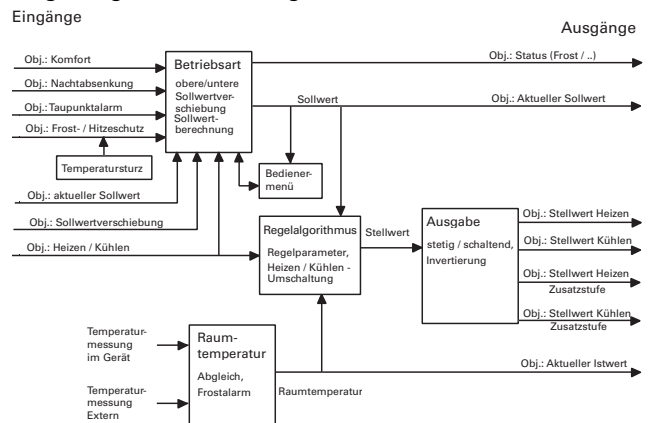 Eingänge
Ausgänge
Obj.: Komfort
Obj.: Nachtabsenkung
Obj.:Taupunktalarm
Obj.: Frost- / Hitzeschutz
Temperatursturz
Obj.: aktueller Sollwert
Obj.: Sollwertverschiebung
Obj.: Heizen / Kühlen
Betriebsart
obere/untere
Sollwertver-
schiebung
Sollwert-
berechnung
Obj.: Status (Frost / ..)
Sollwert
Obj.: Aktueller Sollwert
Bediener-
menü
Regelalgorithmus
Regelparameter,
Heizen / Kühlen -
Umschaltung
Stellwert
Ausgabe
stetig / schaltend,
Invertierung
Obj.: Stellwert Heizen
Obj.: Stellwert Kühlen
Obj.: Stellwert Heizen
Zusatzstufe
Obj.: Stellwert Kühlen
Zusatzstufe
Temperatur-
messung
im Gerät
Temperatur-
messung
Extern
Raum-
temperatur
Abgleich,
Frostalarm
Raumtemperatur
Obj.: Aktueller Istwert